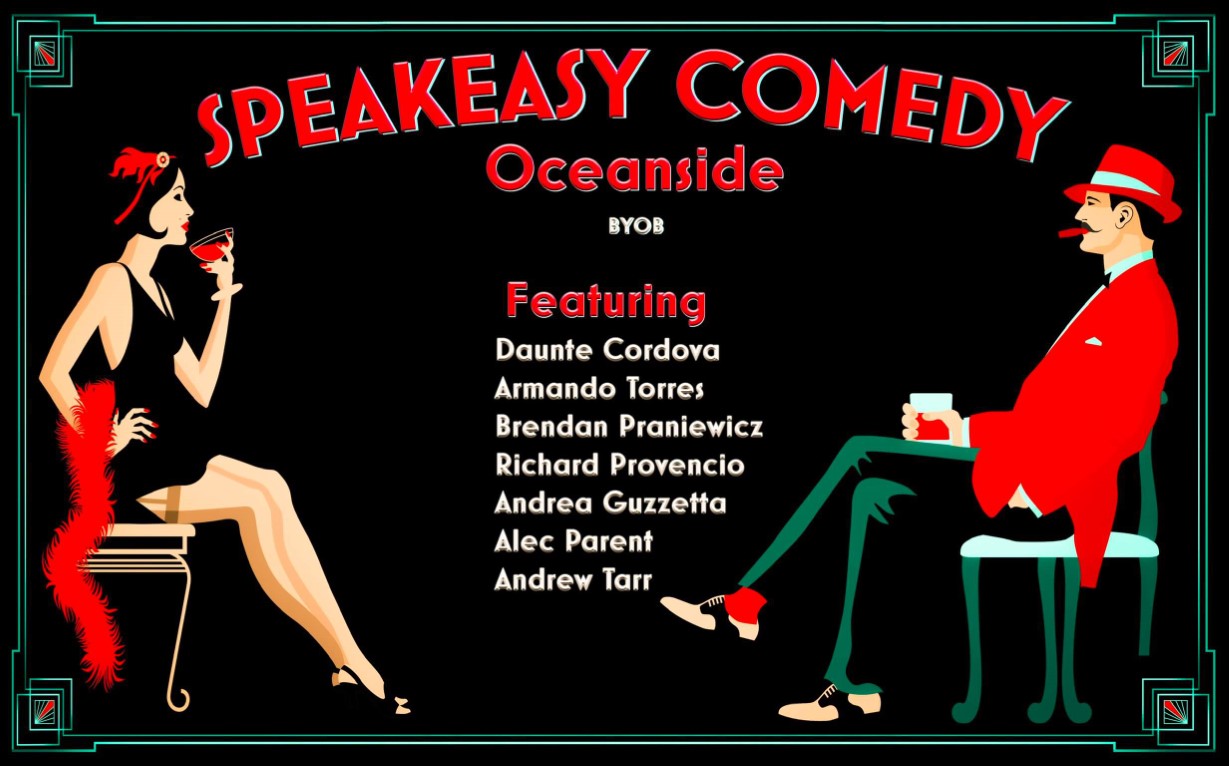 SPEAKEASY COMEDY
Oceanside
BYOB
Featuring
Daunte Cordova
Armando Torres
Brendan Praniewicz
Richard Provencio
Andrea Guzzetta
Alec Parent
Andrew Tarr